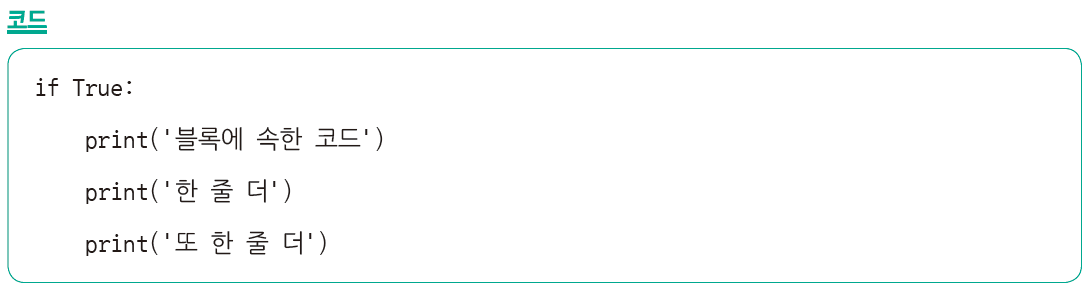 코드
if True:
    print('블록에 속한 코드')
    print('한 줄 더')
    print('또 한 줄 더')